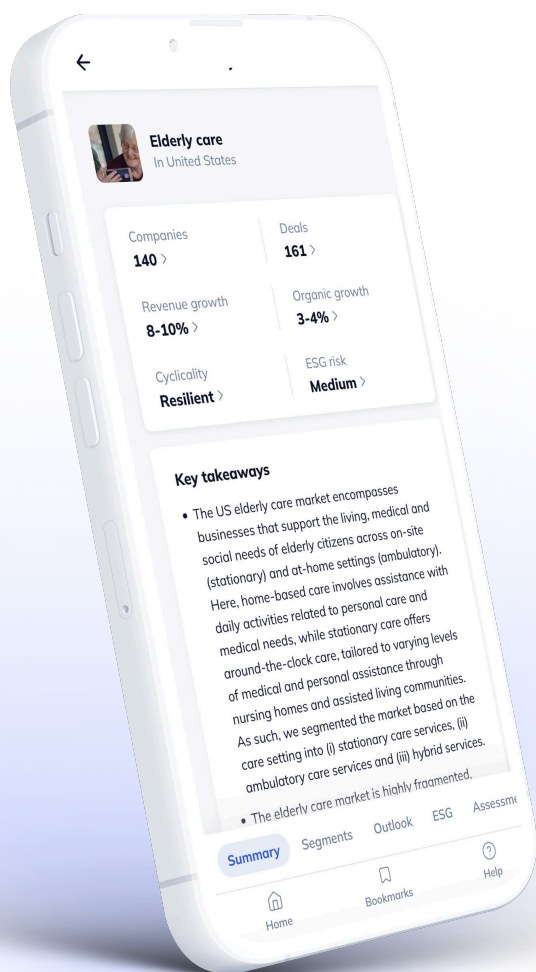 Elderly care
In United States
Companies
140
Deals
161
Revenue growth
8-10%
Organic growth
3-4%
Cyclicality
Resilient
ESG risk
Medium
Key takeaways
• The US elderly care market encompasses
businesses that support the living, medical and
social needs of elderly citizens across on-site
(stationary) and at-home settings (ambulatory).
Here, home-based care involves assistance with
daily activities related to personal care and
medical needs, while stationary care offers
around-the-clock care, tailored to varying levels
of medical and personal assistance through
nursing homes and assisted living communities.
As such, we segmented the market based on the
care setting into (i) stationary care services, (ii)
ambulatory care services and (iii) hybrid services.
• The elderly care market is highly fragmented,
Summary
Segments
Outlook
ESG
Assessme
Home
Bookmarks
Help